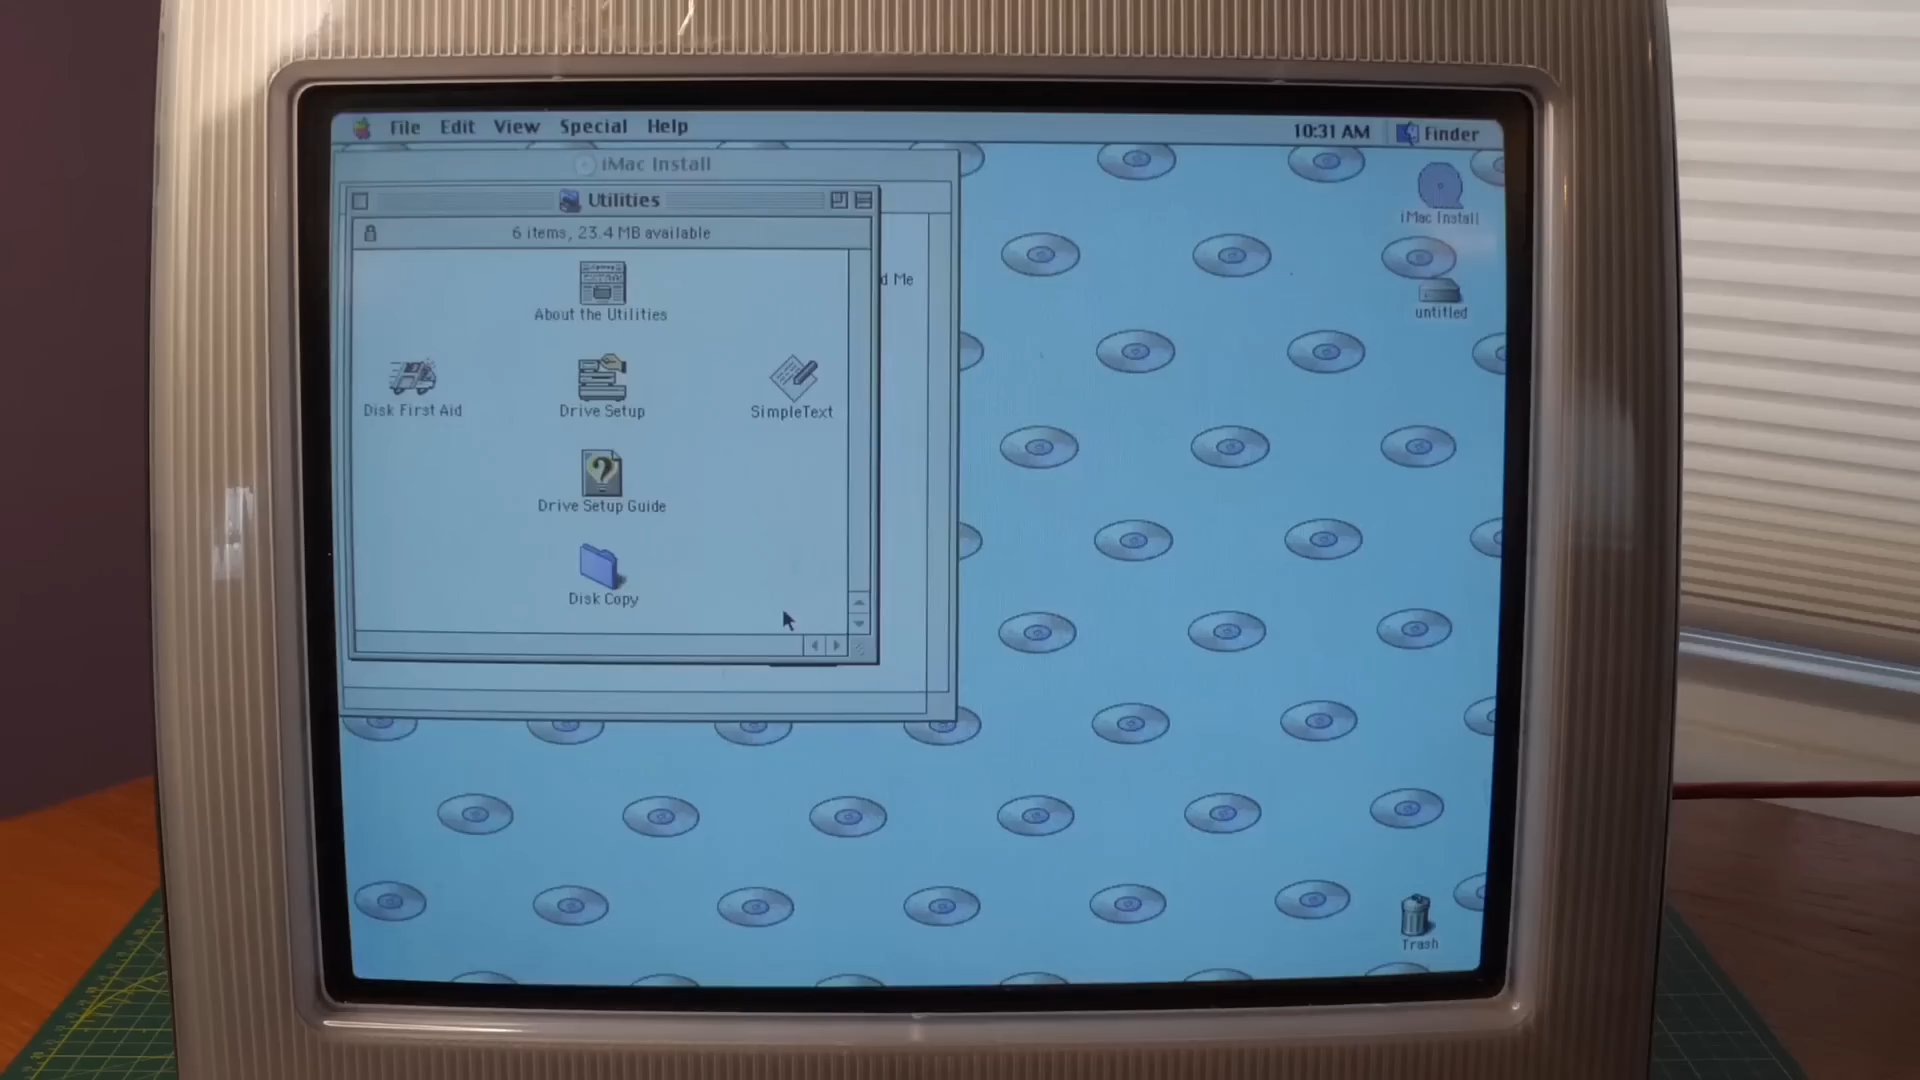 File Edit View Special Help 10:31 AM Finder
iMac Install
Utilities
6 items, 23.4 MB available
About the Utilities
Disk First Aid
Drive Setup
SimpleText
Drive Setup Guide
Disk Copy
d Me
iMac Install
untitled
Trash